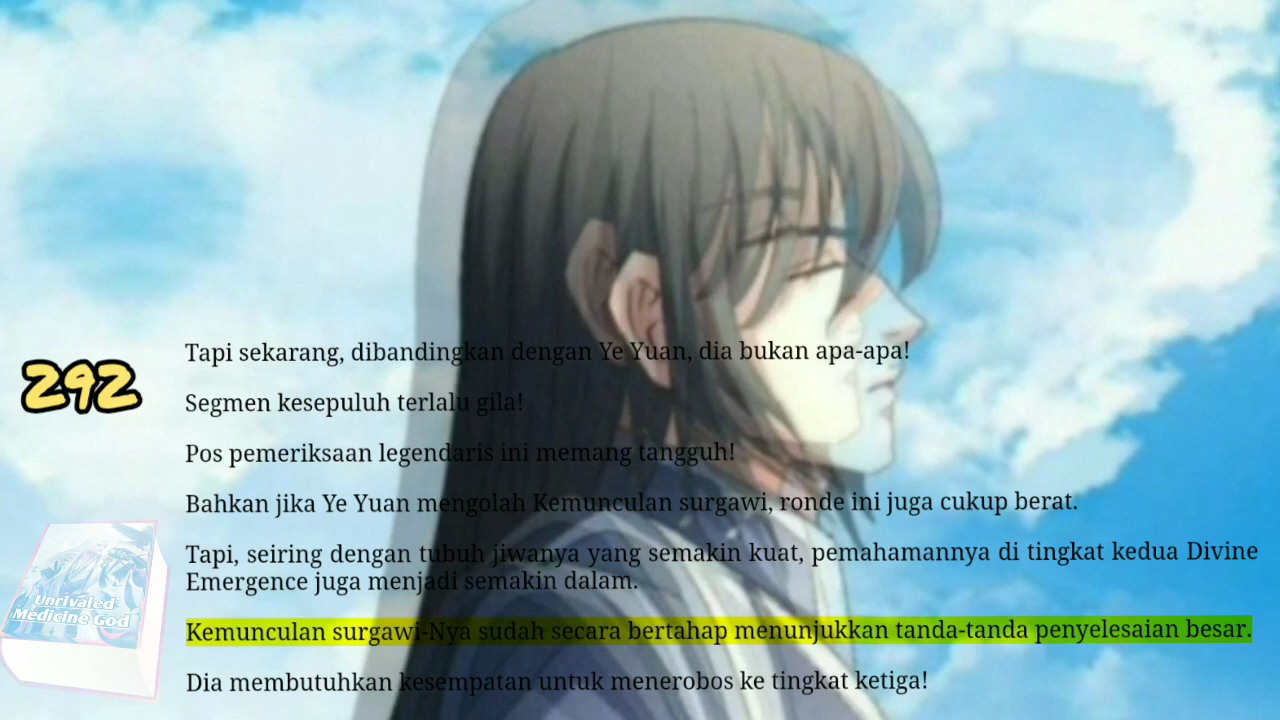 Tapi sekarang, dibandingkan dengan Ye Yuan, dia bukan apa-apa!
292
Segmen kesepuluh terlalu gila!
Pos pemeriksaan legendaris ini memang tangguh!
Bahkan jika Ye Yuan mengolah Kemunculan surgawi, ronde ini juga cukup berat.
Tapi, seiring dengan tubuh jiwanya yang semakin kuat, pemahamannya di tingkat kedua Divine
Emergence juga menjadi semakin dalam.
Unrivaled
Medicine God
Kemunculan surgawi-Nya sudah secara bertahap menunjukkan tanda-tanda penyelesaian besar.
Dia membutuhkan kesempatan untuk menerobos ke tingkat ketiga!